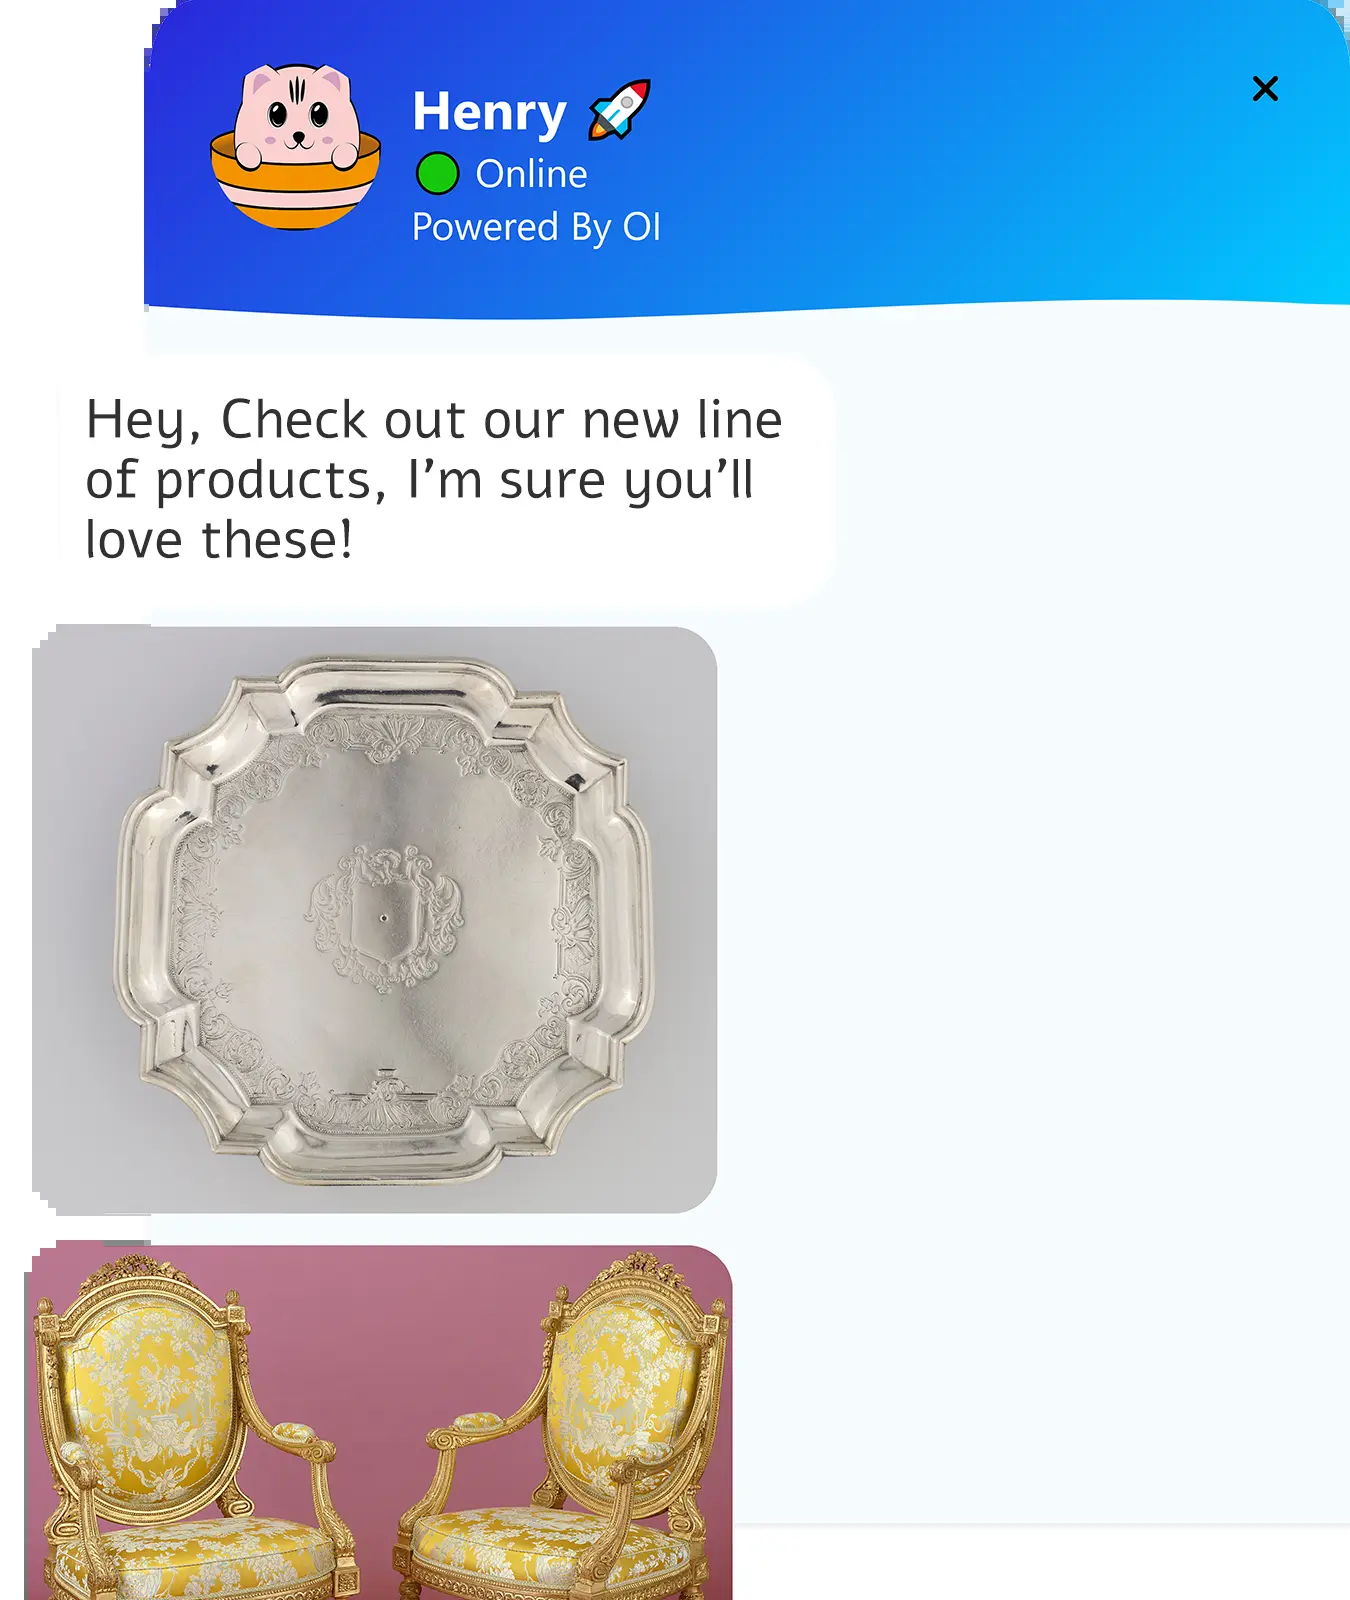 Henry
Online
Powered By OI
Hey, Check out our new line
of products, I'm sure you'll
love these!